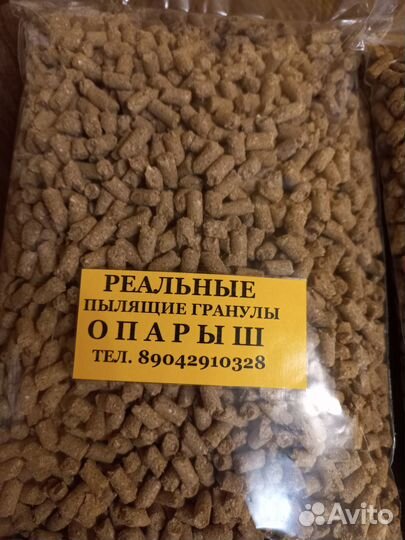 РЕАЛЬНЫЕ
ПЫЛЯЩИЕ ГРАНУЛЫ
ОПАРЫШ
ТЕЛ. 89042910328
Avito